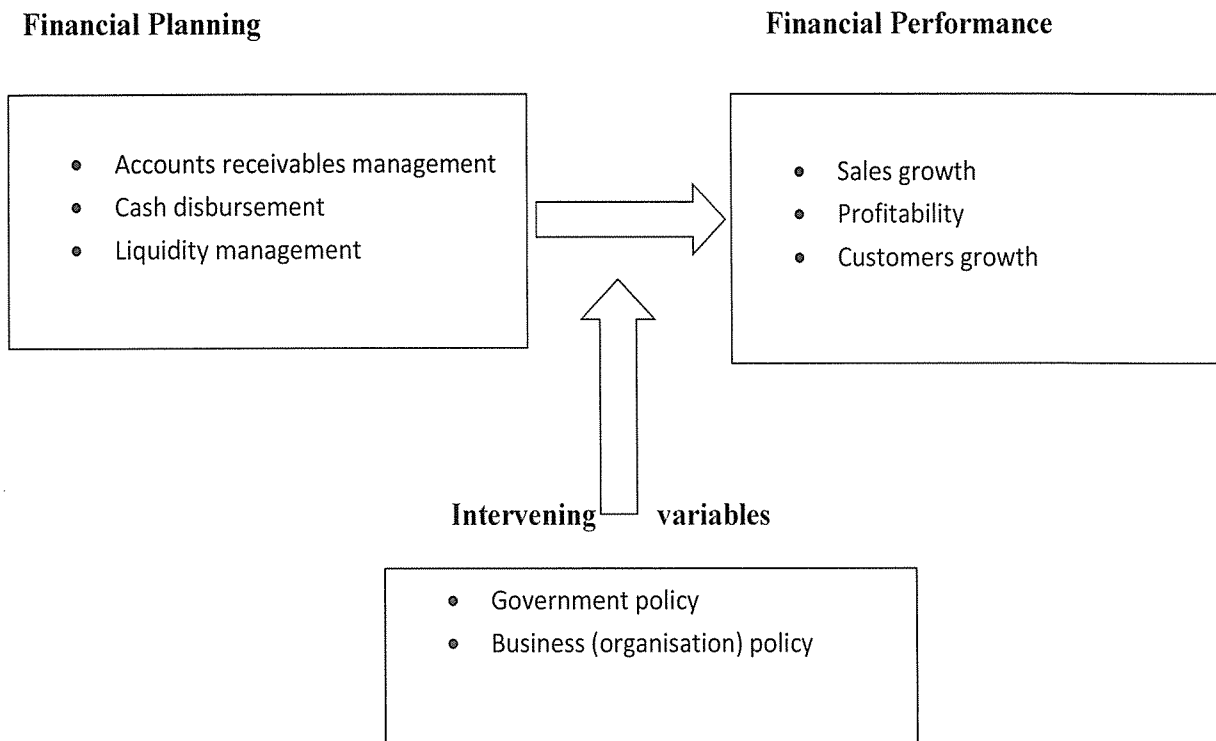 Financial Planning
Financial Performance
• Accounts receivables management
• Cash disbursement
• Liquidity management
• Sales growth
• Profitability
• Customers growth
Intervening variables
• Government policy
• Business (organisation) policy